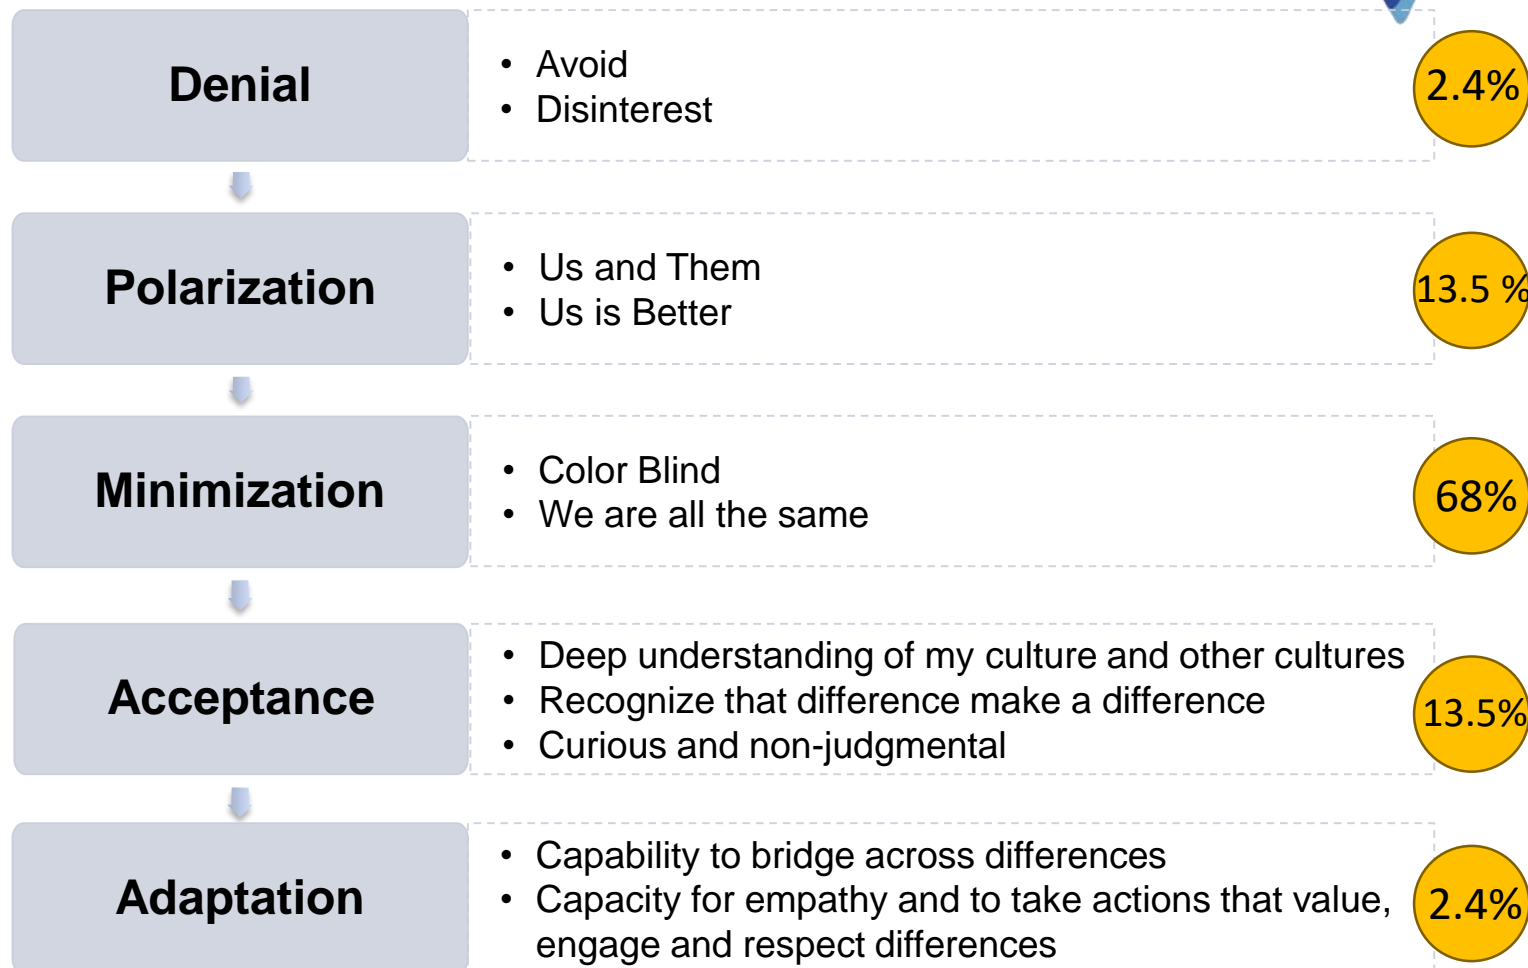 Denial
• Avoid
• Disinterest
2.4%
Polarization
• Us and Them
• Us is Better
13.5 %
Minimization
• Color Blind
• We are all the same
68%
Acceptance
• Deep understanding of my culture and other cultures
• Recognize that difference make a difference
• Curious and non-judgmental
13.5%
Adaptation
• Capability to bridge across differences
• Capacity for empathy and to take actions that value,
engage and respect differences
2.4%